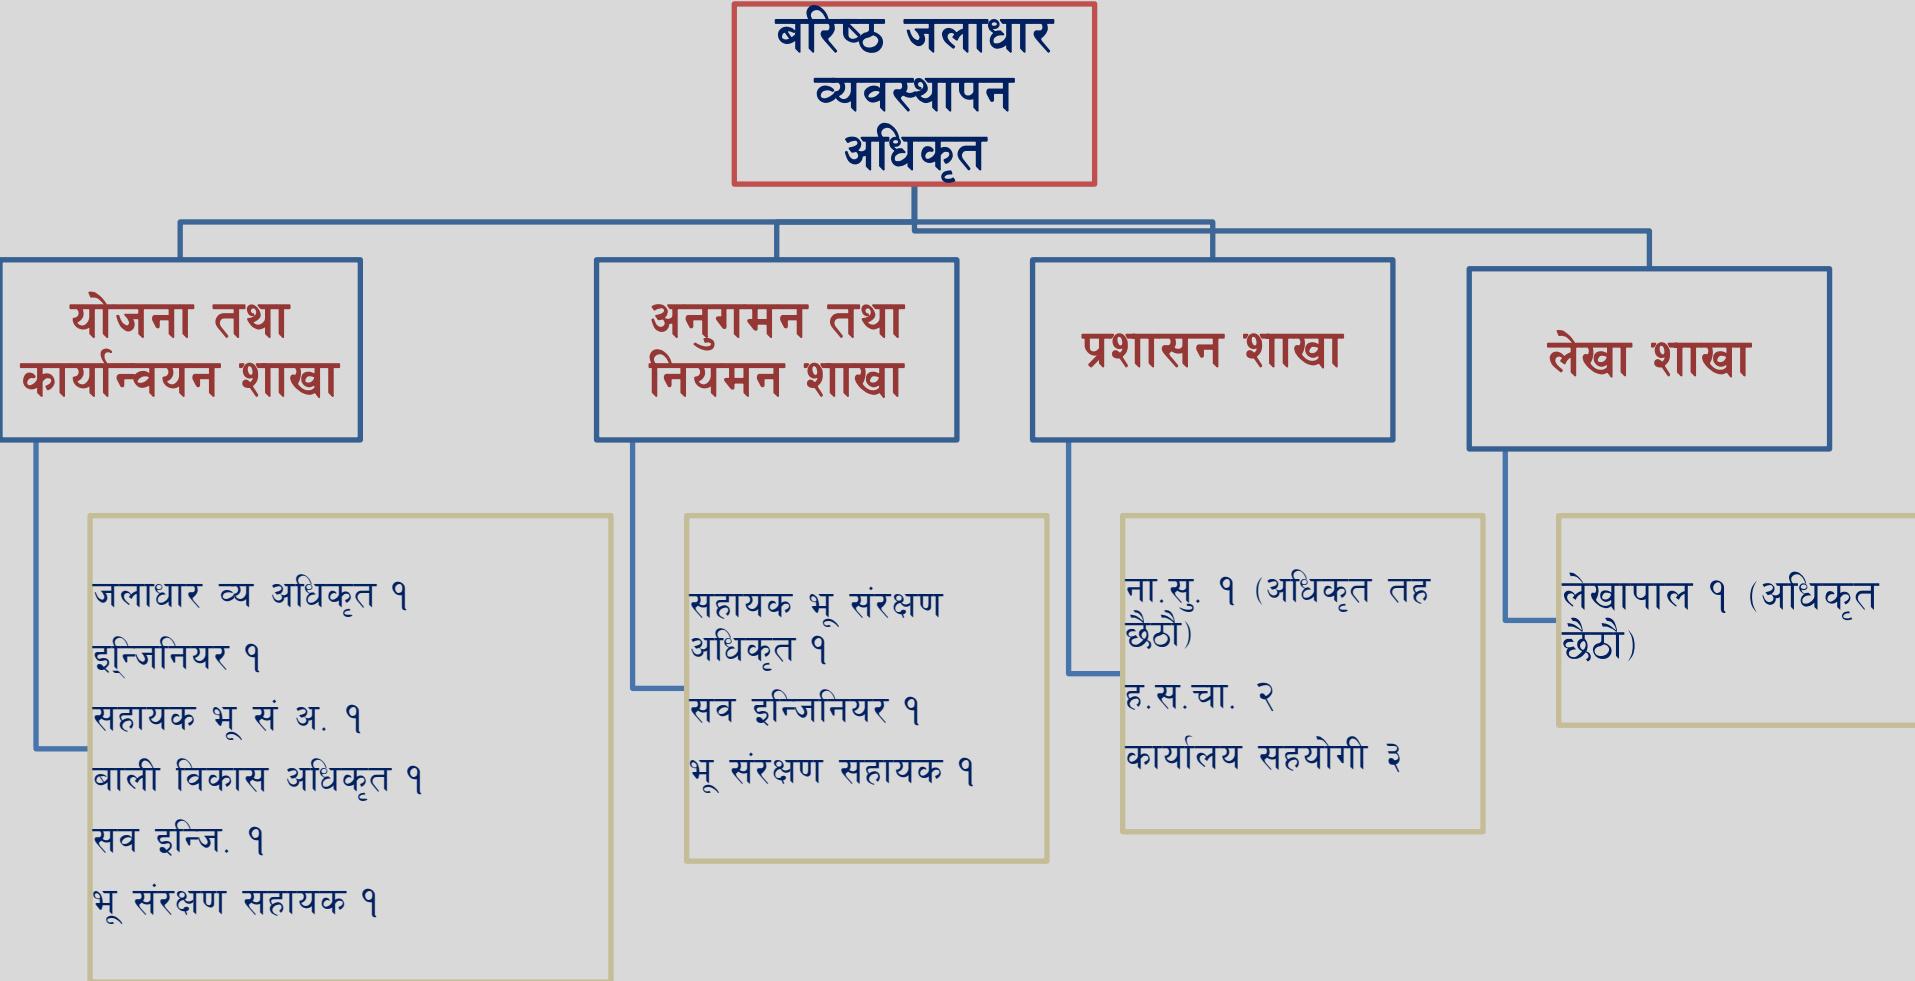 बरिष्ठ जलाधार
व्यवस्थापन
अधिकृत
योजना तथा
कार्यान्वयन शाखा
अनुगमन तथा
नियमन शाखा
प्रशासन शाखा
लेखा शाखा
जलाधार व्य अधिकृत १
इन्जिनियर १
सहायक भू सं अ. १
बाली विकास अधिकृत १
सव इन्जि. १
भू संरक्षण सहायक १
सहायक भू संरक्षण
अधिकृत १
सव इन्जिनियर १
भू संरक्षण सहायक १
ना.सु. १ (अधिकृत तह
छैठौ)
ह.स.चा. २
कार्यालय सहयोगी ३
लेखापाल १ (अधिकृत
छैठौ)